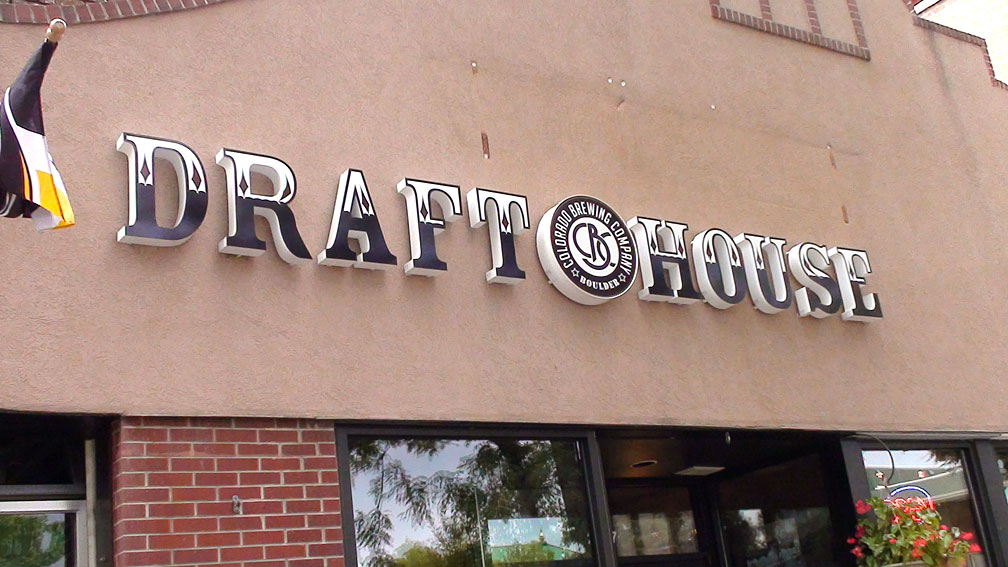 DRAFT HOUSE
COLORADO BREWING COMPANY
BOULDER